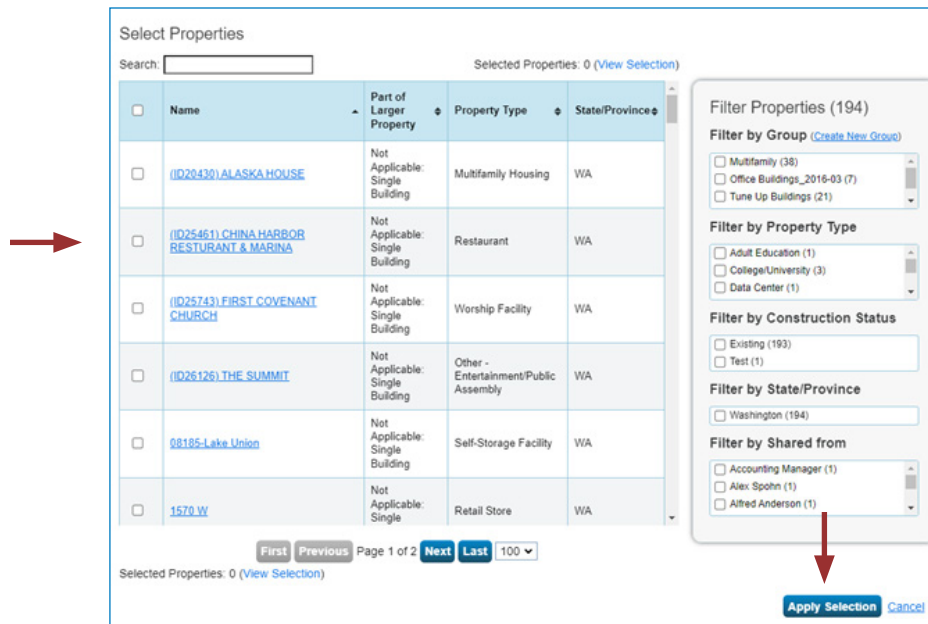 Select Properties
Search:
Selected Properties: 0 (View Selection)
Name
Part of
Larger
Property
Property Type
State/Province
(ID20430) ALASKA HOUSE
Not
Applicable:
Single
Building
Multifamily Housing
WA
(ID25461) CHINA HARBOR
RESTURANT & MARINA
Not
Applicable:
Single
Building
Restaurant
WA
(ID25743) FIRST COVENANT
CHURCH
Not
Applicable:
Single
Building
Worship Facility
WA
(ID26126) THE SUMMIT
Not
Applicable:
Single
Building
Other -
Entertainment/Public
Assembly
WA
08185-Lake Union
Not
Applicable:
Single
Building
Self-Storage Facility
WA
1570 W
Not
Applicable:
Single
Retail Store
WA
First Previous Page 1 of 2 Next Last 100
Selected Properties: 0 (View Selection)
Filter Properties (194)
Filter by Group (Create New Group)
Multifamily (38)
Office Buildings_2016-03 (7)
Tune Up Buildings (21)
Filter by Property Type
Adult Education (1)
College/University (3)
Data Center (1)
Filter by Construction Status
Existing (193)
Test (1)
Filter by State/Province
Washington (194)
Filter by Shared from
Accounting Manager (1)
Alex Spohn (1)
Alfred Anderson (1)
Apply Selection Cancel